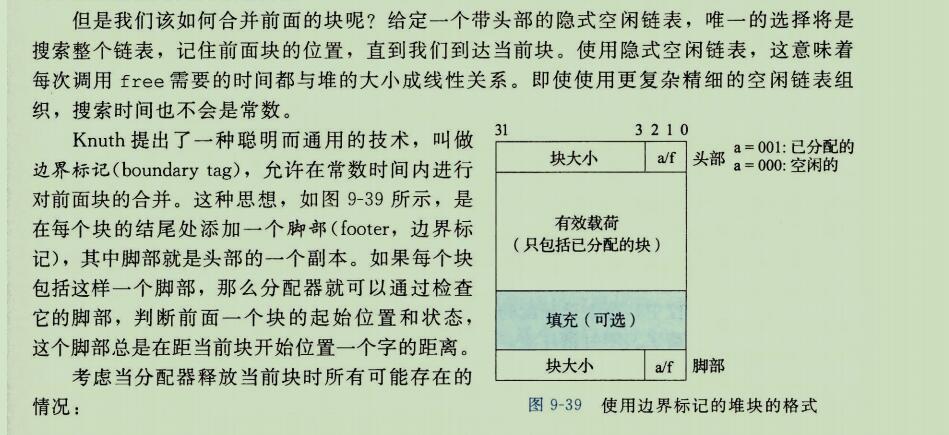 但是我们该如何合并前面的块呢？给定一个带头部的隐式空闲链表，唯一的选择将是
搜索整个链表，记住前面块的位置，直到我们到达当前块。使用隐式空闲链表，这意味着
每次调用 free 需要的时间都与堆的大小成线性关系。即使使用更复杂精细的空闲链表组
织，搜索时间也不会是常数。
Knuth 提出了一种聪明而通用的技术，叫做
边界标记(boundary tag)，允许在常数时间内进行
对前面块的合并。这种思想，如图 9-39 所示，是
在每个块的结尾处添加一个脚部(footer，边界标
记)，其中脚部就是头部的一个副本。如果每个块
包括这样一个脚部，那么分配器就可以通过检查
它的脚部，判断前面一个块的起始位置和状态，
这个脚部总是在距当前块开始位置一个字的距离。
考虑当分配器释放当前块时所有可能存在的
情况：
31 3 2 1 0
块大小 a/f 头部
a = 001: 已分配的
a = 000: 空闲的
有效载荷
（只包括已分配的块）
填充（可选）
块大小 a/f 脚部
图 9-39 使用边界标记的堆块的格式